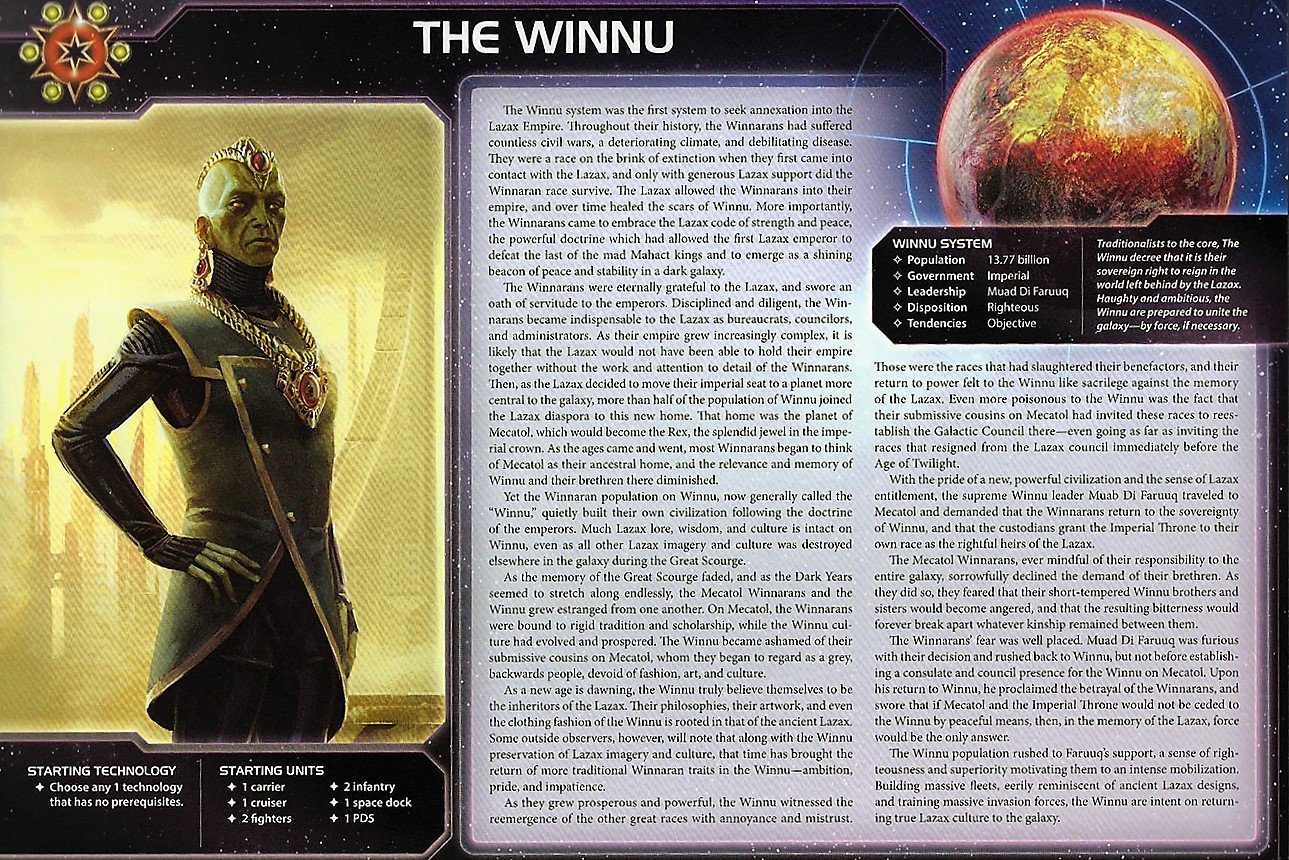 THE WINNU
The Winnu system was the first system to seek annexation into the
Lazax Empire. Throughout their history, the Winnarans had suffered
countless civil wars, a deteriorating climate, and debilitating disease.
They were a race on the brink of extinction when they first came into
contact with the Lazax, and only with generous Lazax support did the
Winnaran race survive. The Lazax allowed the Winnarans into their
empire, and over time healed the scars of Winnu. More importantly,
the Winnarans came to embrace the Lazax code of strength and peace,
the powerful doctrine which had allowed the first Lazax emperor to
defeat the last of the mad Mahact kings and to emerge as a shining
beacon of peace and stability in a dark galaxy.
The Winnarans were eternally grateful to the Lazax, and swore an
oath of servitude to the emperors. Disciplined and diligent, the Win-
narans became indispensable to the Lazax as bureaucrats, councilors,
and administrators. As their empire grew increasingly complex, it is
likely that the Lazax would not have been able to hold their empire
together without the work and attention to detail of the Winnarans.
Then, as the Lazax decided to move their imperial seat to a planet more
central to the galaxy, more than half of the population of Winnu joined
the Lazax diaspora to this new home. That home was the planet of
Mecatol, which would become the Rex, the splendid jewel in the impe-
rial crown. As the ages came and went, most Winnarans began to think
of Mecatol as their ancestral home, and the relevance and memory of
Winnu and their brethren there diminished.
Yet the Winnaran population on Winnu, now generally called the
“Winnu,” quietly built their own civilization following the doctrine
of the emperors. Much Lazax lore, wisdom, and culture is intact on
Winnu, even as all other Lazax imagery and culture was destroyed
elsewhere in the galaxy during the Great Scourge.
As the memory of the Great Scourge faded, and as the Dark Years
seemed to stretch along endlessly, the Mecatol Winnarans and the
Winnu grew estranged from one another. On Mecatol, the Winnarans
were bound to rigid tradition and scholarship, while the Winnu cul-
ture had evolved and prospered. The Winnu became ashamed of their
submissive cousins on Mecatol, whom they began to regard as a grey,
backwards people, devoid of fashion, art, and culture.
As a new age is dawning, the Winnu truly believe themselves to be
the inheritors of the Lazax. Their philosophies, their artwork, and even
the clothing fashion of the Winnu is rooted in that of the ancient Lazax.
Some outside observers, however, will note that along with the Winnu
preservation of Lazax imagery and culture, that time has brought the
return of more traditional Winnaran traits in the Winnu—ambition,
pride, and impatience.
As they grew prosperous and powerful, the Winnu witnessed the
reemergence of the other great races with annoyance and mistrust.
WINNU SYSTEM
✧ Population 13.77 billion
✧ Government Imperial
✧ Leadership Muad Di Faruuq
✧ Disposition Righteous
✧ Tendencies Objective
Traditionalists to the core, The
Winnu decree that it is their
sovereign right to reign in the
world left behind by the Lazax.
Haughty and ambitious, the
Winnu are prepared to unite the
galaxy—by force, if necessary.
Those were the races that had slaughtered their benefactors, and their
return to power felt to the Winnu like sacrilege against the memory
of the Lazax. Even more poisonous to the Winnu was the fact that
their submissive cousins on Mecatol had invited these races to rees-
tablish the Galactic Council there—even going as far as inviting the
races that resigned from the Lazax council immediately before the
Age of Twilight.
With the pride of a new, powerful civilization and the sense of Lazax
entitlement, the supreme Winnu leader Muab Di Faruuq traveled to
Mecatol and demanded that the Winnarans return to the sovereignty
of Winnu, and that the custodians grant the Imperial Throne to their
own race as the rightful heirs of the Lazax.
The Mecatol Winnarans, ever mindful of their responsibility to the
entire galaxy, sorrowfully declined the demand of their brethren. As
they did so, they feared that their short-tempered Winnu brothers and
sisters would become angered, and that the resulting bitterness would
forever break apart whatever kinship remained between them.
The Winnarans’ fear was well placed. Muad Di Faruuq was furious
with their decision and rushed back to Winnu, but not before establish-
ing a consulate and council presence for the Winnu on Mecatol. Upon
his return to Winnu, he proclaimed the betrayal of the Winnarans, and
swore that if Mecatol and the Imperial Throne would not be ceded to
the Winnu by peaceful means, then, in the memory of the Lazax, force
would be the only answer.
The Winnu population rushed to Faruuq’s support, a sense of righ-
teousness and superiority motivating them to an intense mobilization.
Building massive fleets, eerily reminiscent of ancient Lazax designs,
and training massive invasion forces, the Winnu are intent on return-
ing true Lazax culture to the galaxy.
STARTING TECHNOLOGY
✦ Choose any 1 technology
that has no prerequisites.
STARTING UNITS
✦ 1 carrier
✦ 1 cruiser
✦ 2 fighters
✦ 2 infantry
✦ 1 space dock
✦ 1 PDS